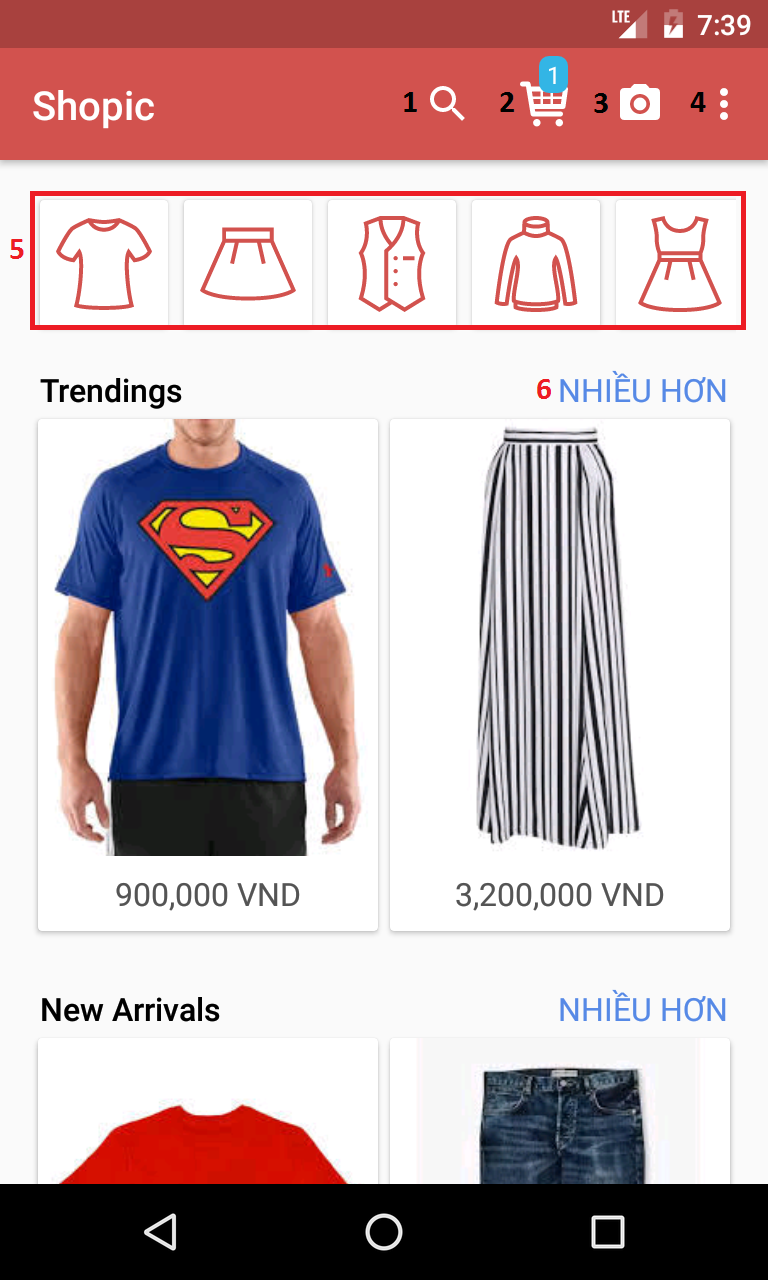 LTE 7:39
Shopic 1 2 1 3 4
5
Trendings 6 NHIỀU HƠN
900,000 VND 3,200,000 VND
New Arrivals NHIỀU HƠN